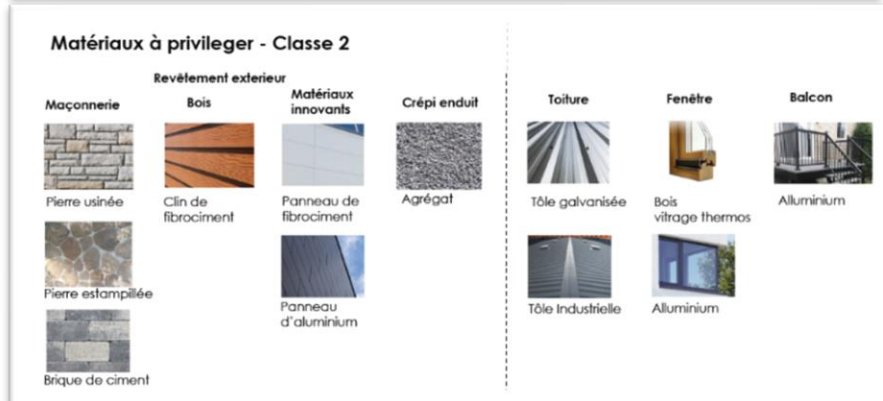 Matériaux à privileger - Classe 2
Revêtement exterieur
Maçonnerie
Bois
Matériaux
innovants
Crépi enduit
Toiture
Fenêtre
Balcon
Pierre usinée
Clin de
fibrociment
Panneau de
fibrociment
Agrégat
Tôle galvanisée
Bois
vitrage thermos
Alluminium
Pierre estampillée
Panneau
d'aluminium
Tôle Industrielle
Alluminium
Brique de ciment